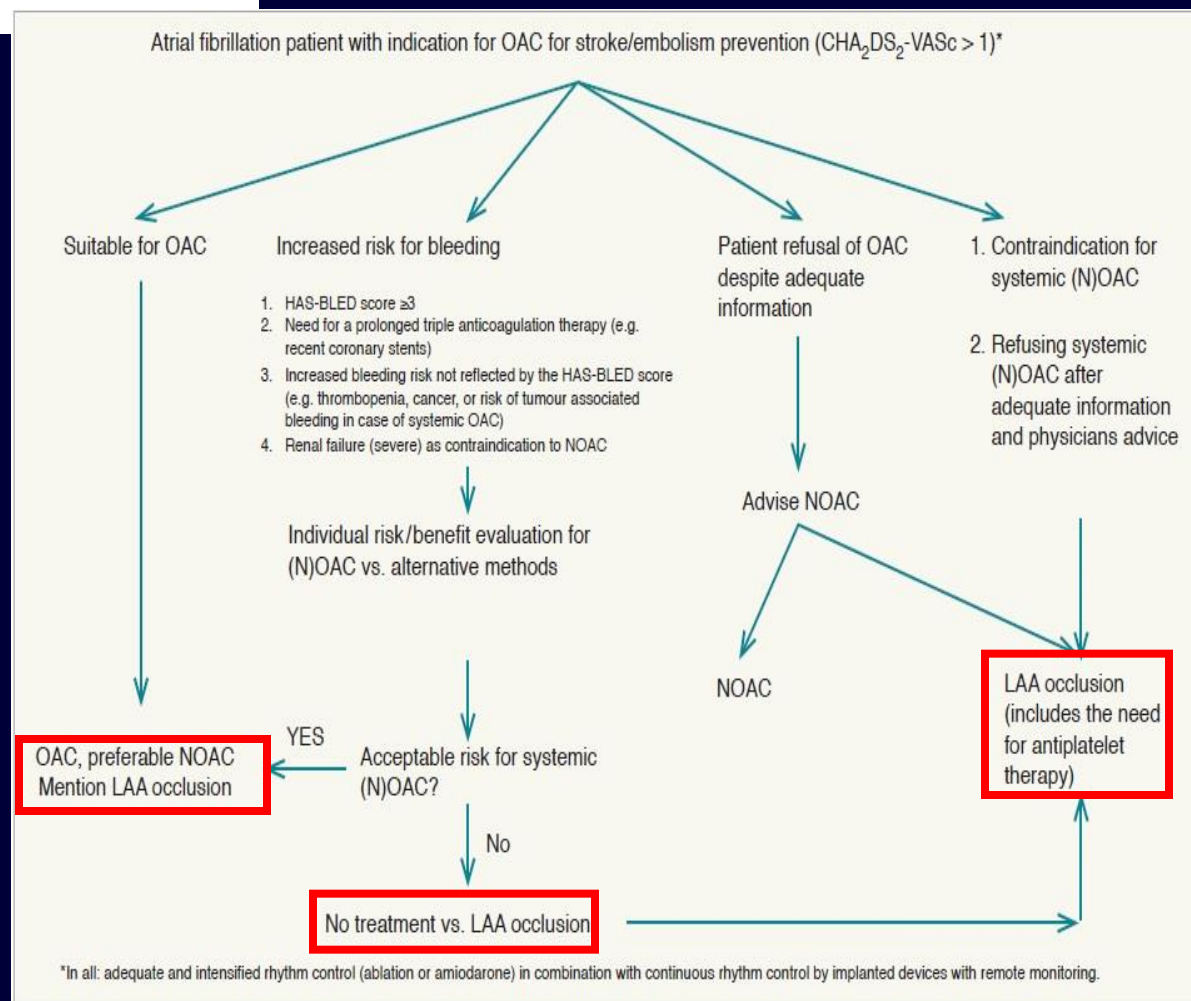 Atrial fibrillation patient with indication for OAC for stroke/embolism prevention (CHA₂DS₂-VASc > 1)*
Suitable for OAC
Increased risk for bleeding
1. HAS-BLED score ≥3
2. Need for a prolonged triple anticoagulation therapy (e.g.
recent coronary stents)
3. Increased bleeding risk not reflected by the HAS-BLED score
(e.g. thrombopenia, cancer, or risk of tumour associated
bleeding in case of systemic OAC)
4. Renal failure (severe) as contraindication to NOAC
Patient refusal of OAC
despite adequate
information
1. Contraindication for
systemic (N)OAC
2. Refusing systemic
(N)OAC after
adequate information
and physicians advice
Individual risk/benefit evaluation for
(N)OAC vs. alternative methods
Advise NOAC
NOAC
LAA occlusion
(includes the need
for antiplatelet
therapy)
OAC, preferable NOAC
Mention LAA occlusion
YES
Acceptable risk for systemic
(N)OAC?
No
No treatment vs. LAA occlusion
*In all: adequate and intensified rhythm control (ablation or amiodarone) in combination with continuous rhythm control by implanted devices with remote monitoring.